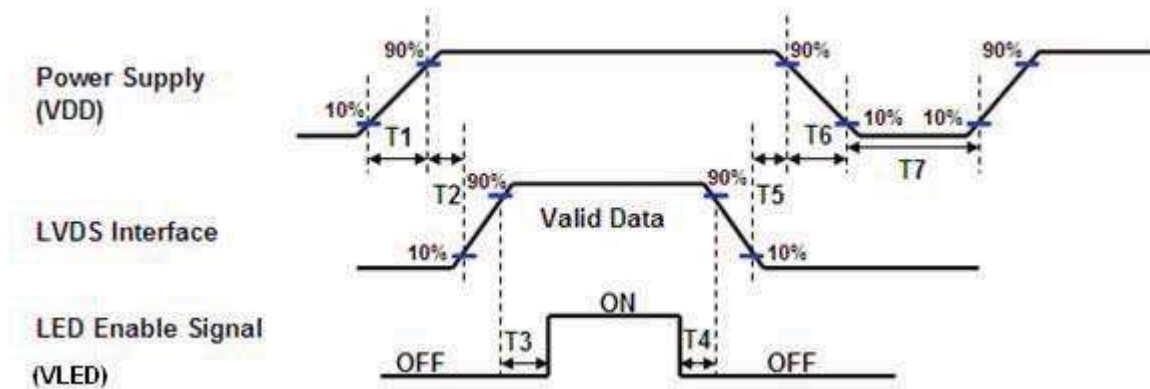 Power Supply
(VDD)
90%
90%
90%
10%
10%
10%
T1
T6
T7
T2
T5
LVDS Interface
90%
90%
Valid Data
10%
10%
LED Enable Signal
(VLED)
ON
OFF
T3
T4
OFF